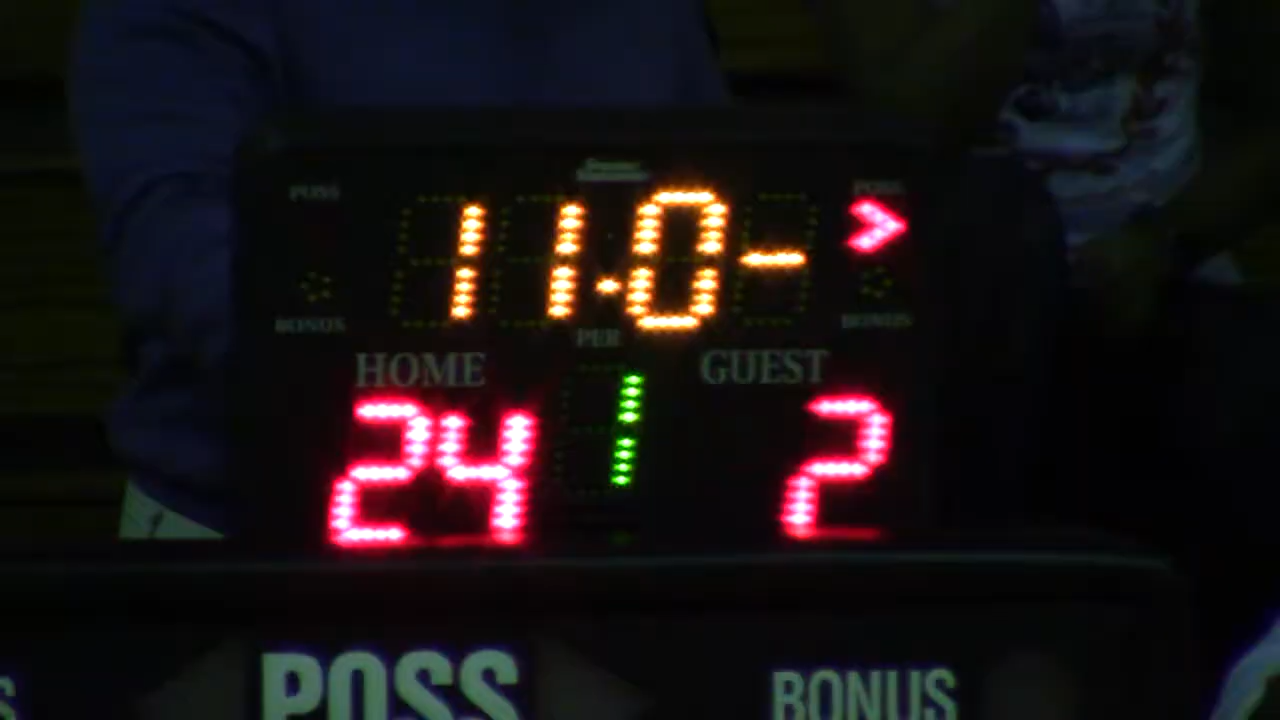 POSS POSS
11.0-
>
BONUS PER BONUS
HOME GUEST
24 1 2
POSS BONUS